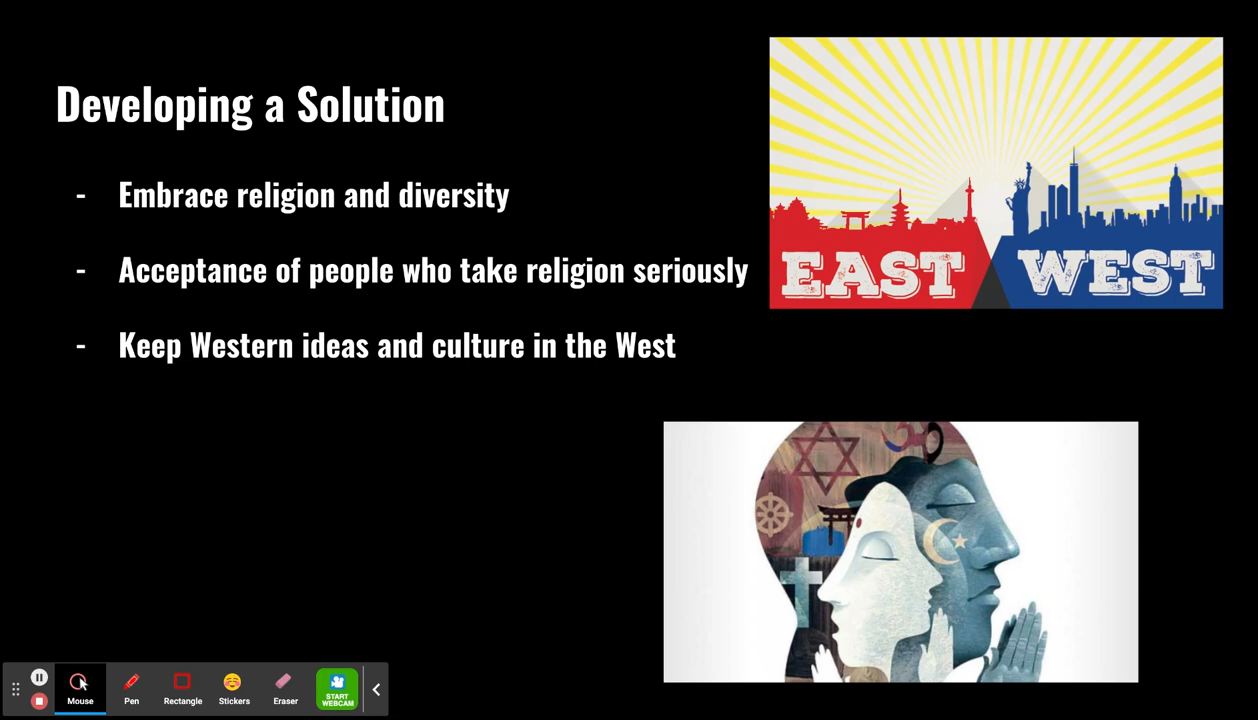 Developing a Solution
- Embrace religion and diversity
- Acceptance of people who take religion seriously
- Keep Western ideas and culture in the West
EAST WEST
Mouse Pen Rectangle Stickers Eraser START
WEBCAM